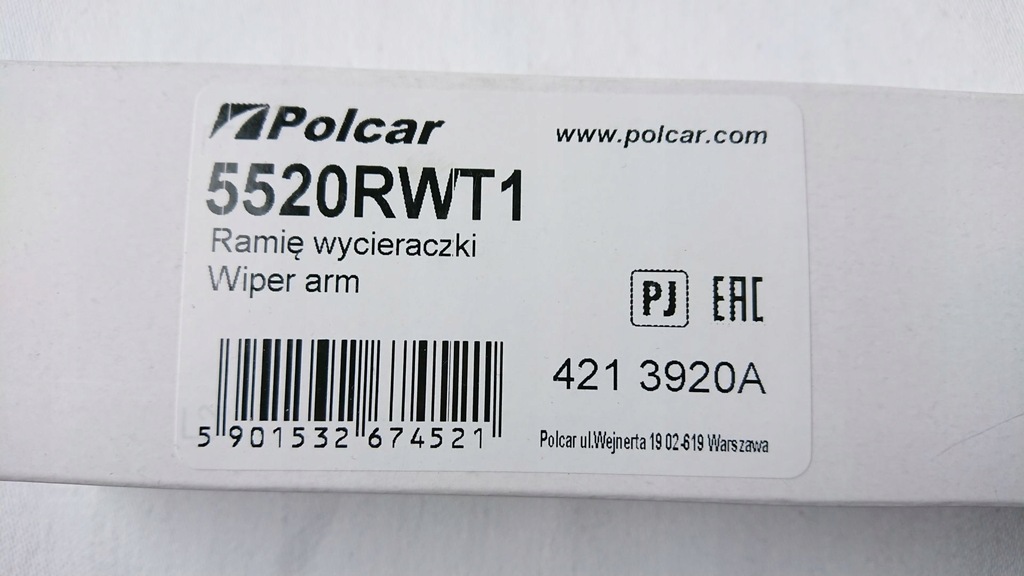 Polcar
www.polcar.com
5520RWT1
Ramię wycieraczki
Wiper arm
PJ EAC
421 3920A
5 901532 674521
Polcar ul.Wejnerta 19 02-619 Warszawa